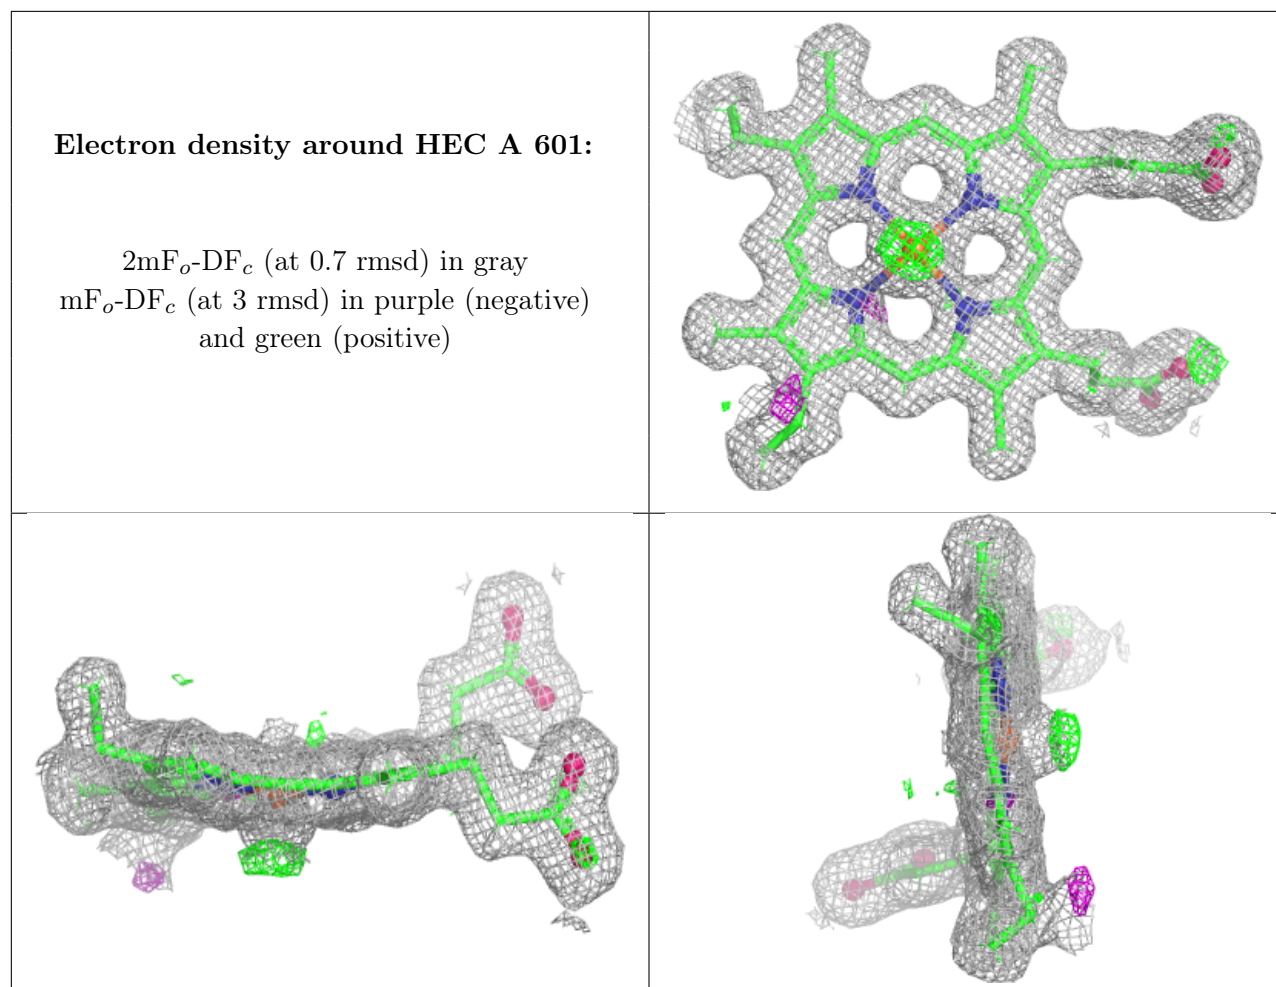 Electron density around HEC A 601:
2mFo-DFc (at 0.7 rmsd) in gray
mFo-DFc (at 3 rmsd) in purple (negative)
and green (positive)